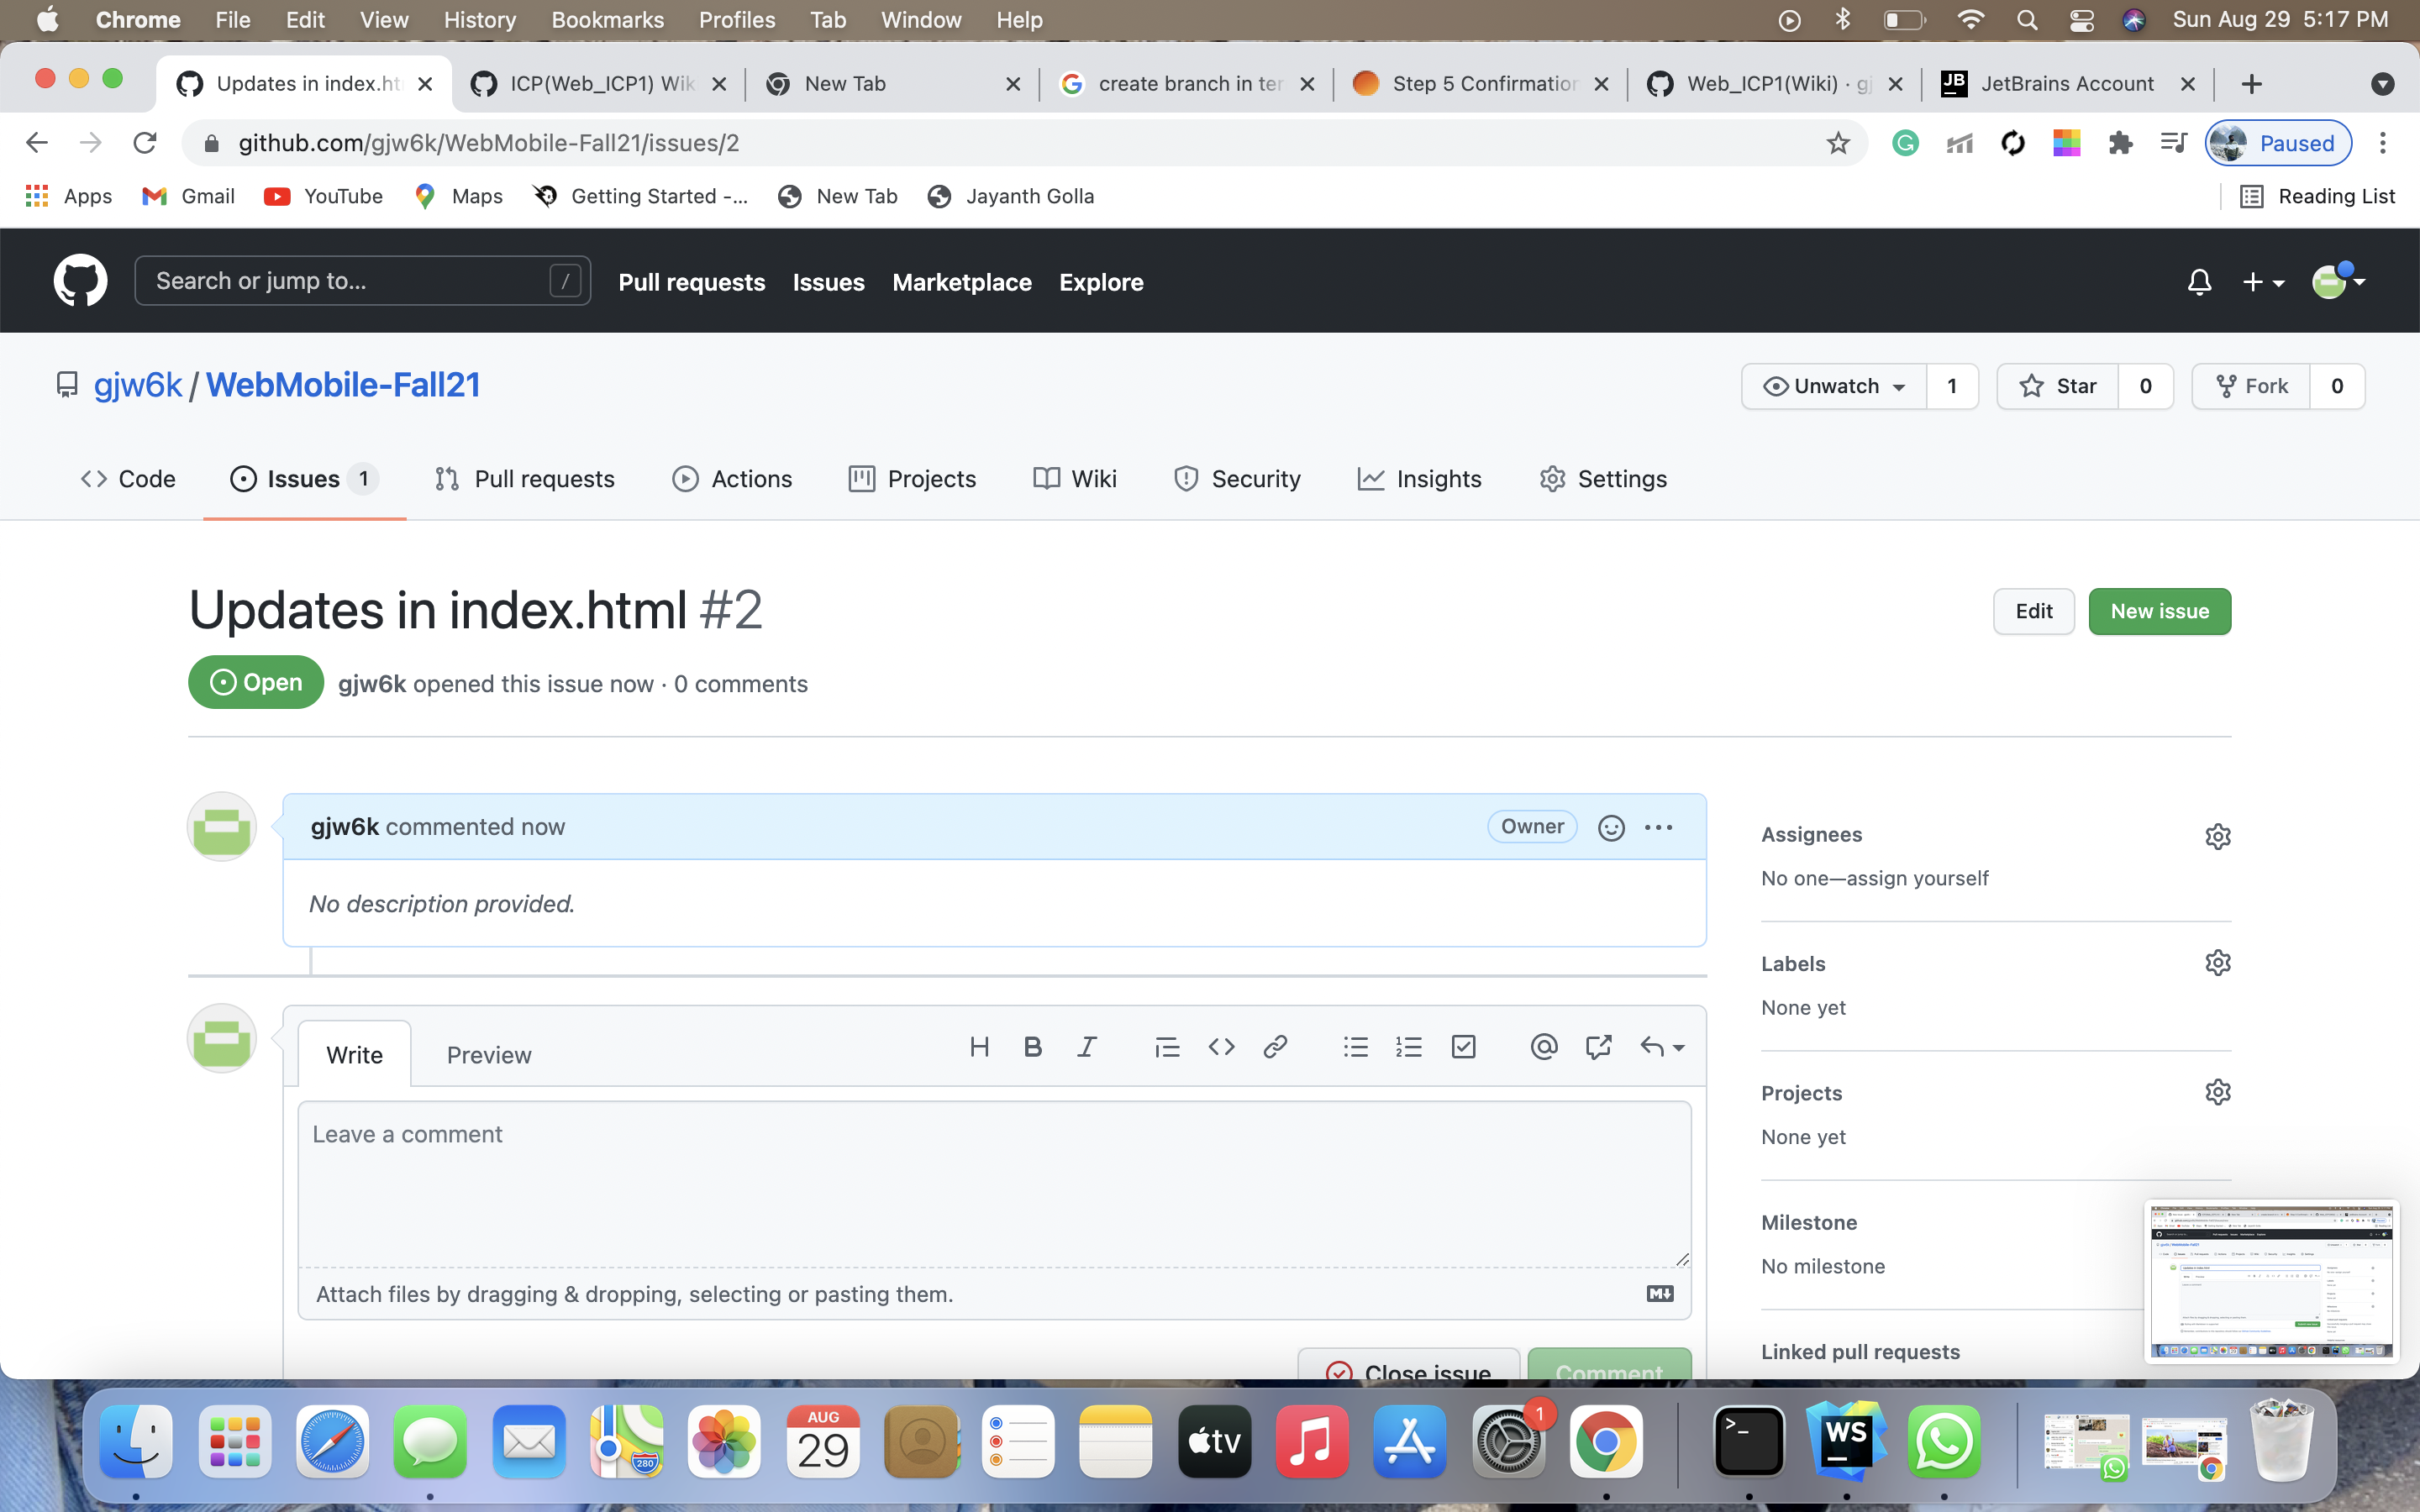 Chrome File Edit View History Bookmarks Profiles Tab Window Help Sun Aug 29 5:17 PM
Updates in index.ht ICP(Web_ICP1) Wik New Tab create branch in ter Step 5 Confirmation Web_ICP1(Wiki) · gj JB JetBrains Account
github.com/gjw6k/WebMobile-Fall21/issues/2 Paused
Apps Gmail YouTube Maps Getting Started -... New Tab Jayanth Golla Reading List
Search or jump to... / Pull requests Issues Marketplace Explore
gjw6k / WebMobile-Fall21 Unwatch 1 Star 0 Fork 0
Code Issues 1 Pull requests Actions Projects Wiki Security Insights Settings
Updates in index.html #2 Edit New issue
Open gjw6k opened this issue now · 0 comments
gjw6k commented now Owner
No description provided.
Assignees
No one—assign yourself
Labels
None yet
Write Preview
Leave a comment
Attach files by dragging & dropping, selecting or pasting them.
Close issue Comment
Projects
None yet
Milestone
No milestone
Linked pull requests
AUG
29
280
tv
1
WS